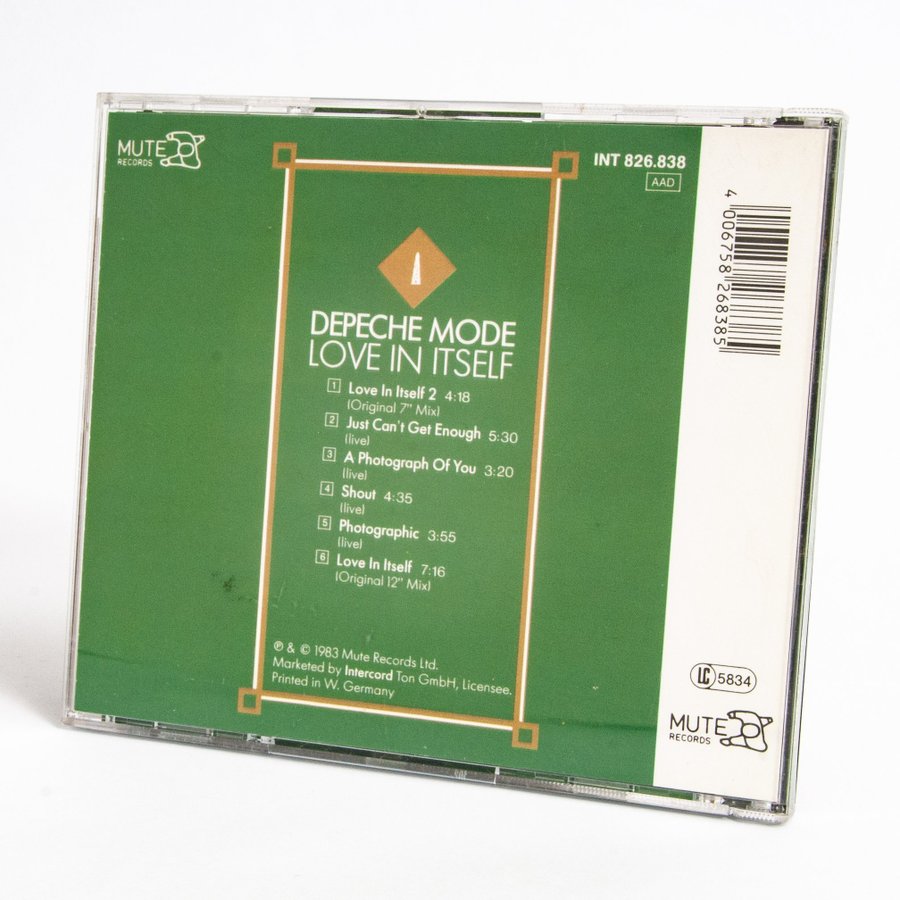 MUTE
RECORDS
INT 826.838
AAD
DEPECHE MODE
LOVE IN ITSELF
1 Love In Itself 2 4:18
(Original 7" Mix)
2 Just Can't Get Enough 5:30
(live)
3 A Photograph Of You 3:20
(live)
4 Shout 4:35
(live)
5 Photographic 3:55
(live)
6 Love In Itself 7:16
(Original 12" Mix)
℗ & © 1983 Mute Records Ltd.
Marketed by Intercord Ton GmbH, Licensee.
Printed in W. Germany
4 006758 268385
LC 5834
MUTE
RECORDS